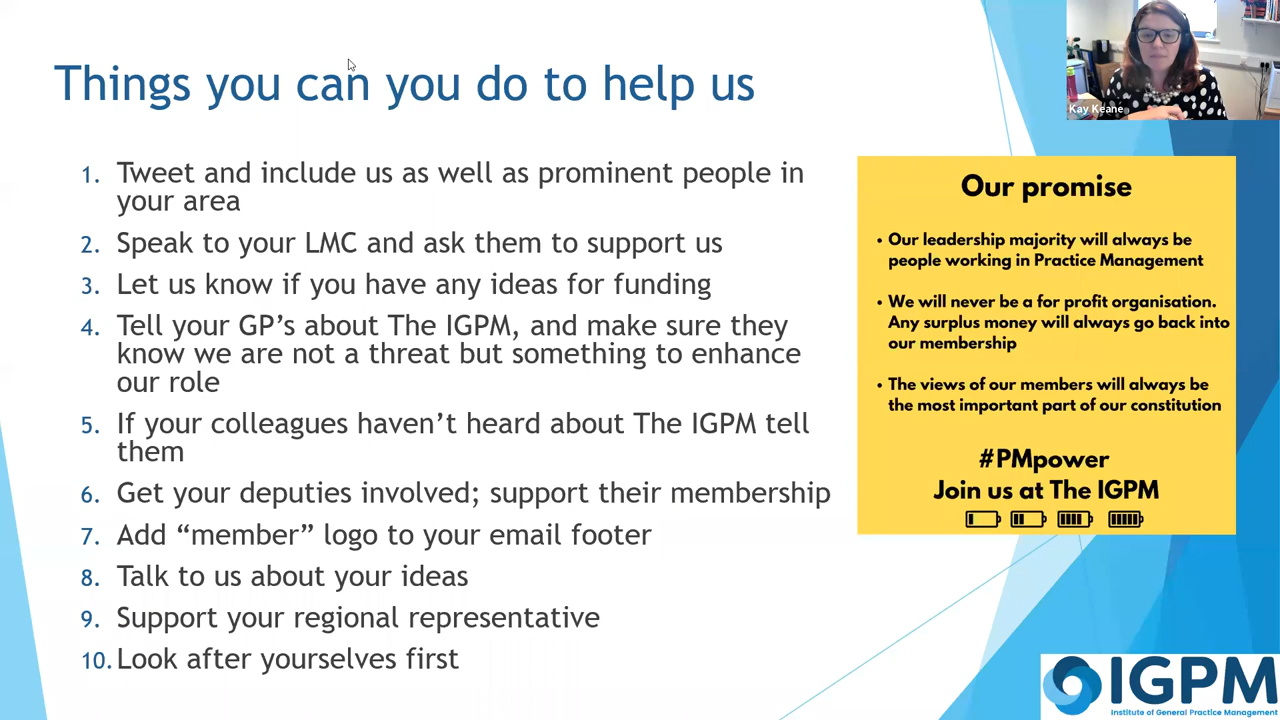 Things you can you do to help us
Kay Keane
1. Tweet and include us as well as prominent people in
your area
2. Speak to your LMC and ask them to support us
3. Let us know if you have any ideas for funding
4. Tell your GP’s about The IGPM, and make sure they
know we are not a threat but something to enhance
our role
5. If your colleagues haven’t heard about The IGPM tell
them
6. Get your deputies involved; support their membership
7. Add “member” logo to your email footer
8. Talk to us about your ideas
9. Support your regional representative
10. Look after yourselves first
Our promise
• Our leadership majority will always be
people working in Practice Management
• We will never be a for profit organisation.
Any surplus money will always go back into
our membership
• The views of our members will always be
the most important part of our constitution
#PMpower
Join us at The IGPM
IGPM
Institute of General Practice Management